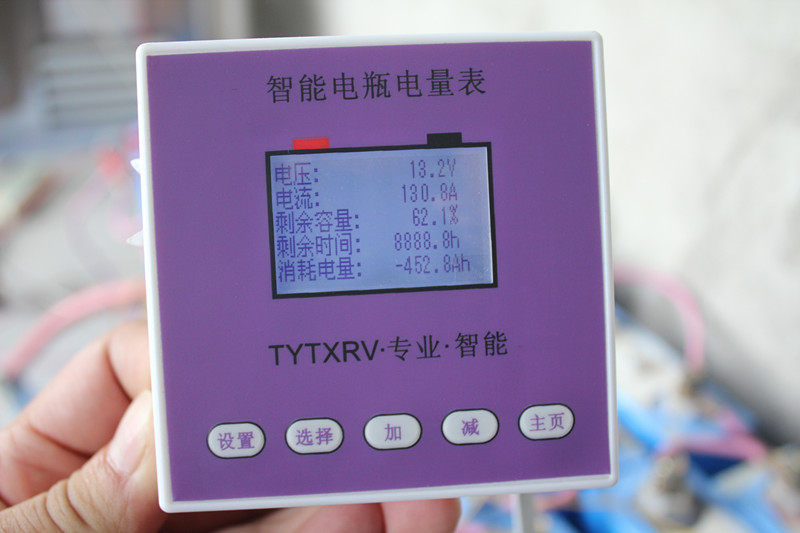 智能电瓶电量表
电压: 13.2V
电流: 130.8A
剩余容量: 62.1%
剩余时间: 8888.8h
消耗电量: -452.8Ah
TYTXRV·专业·智能
设置 选择 加 减 主页